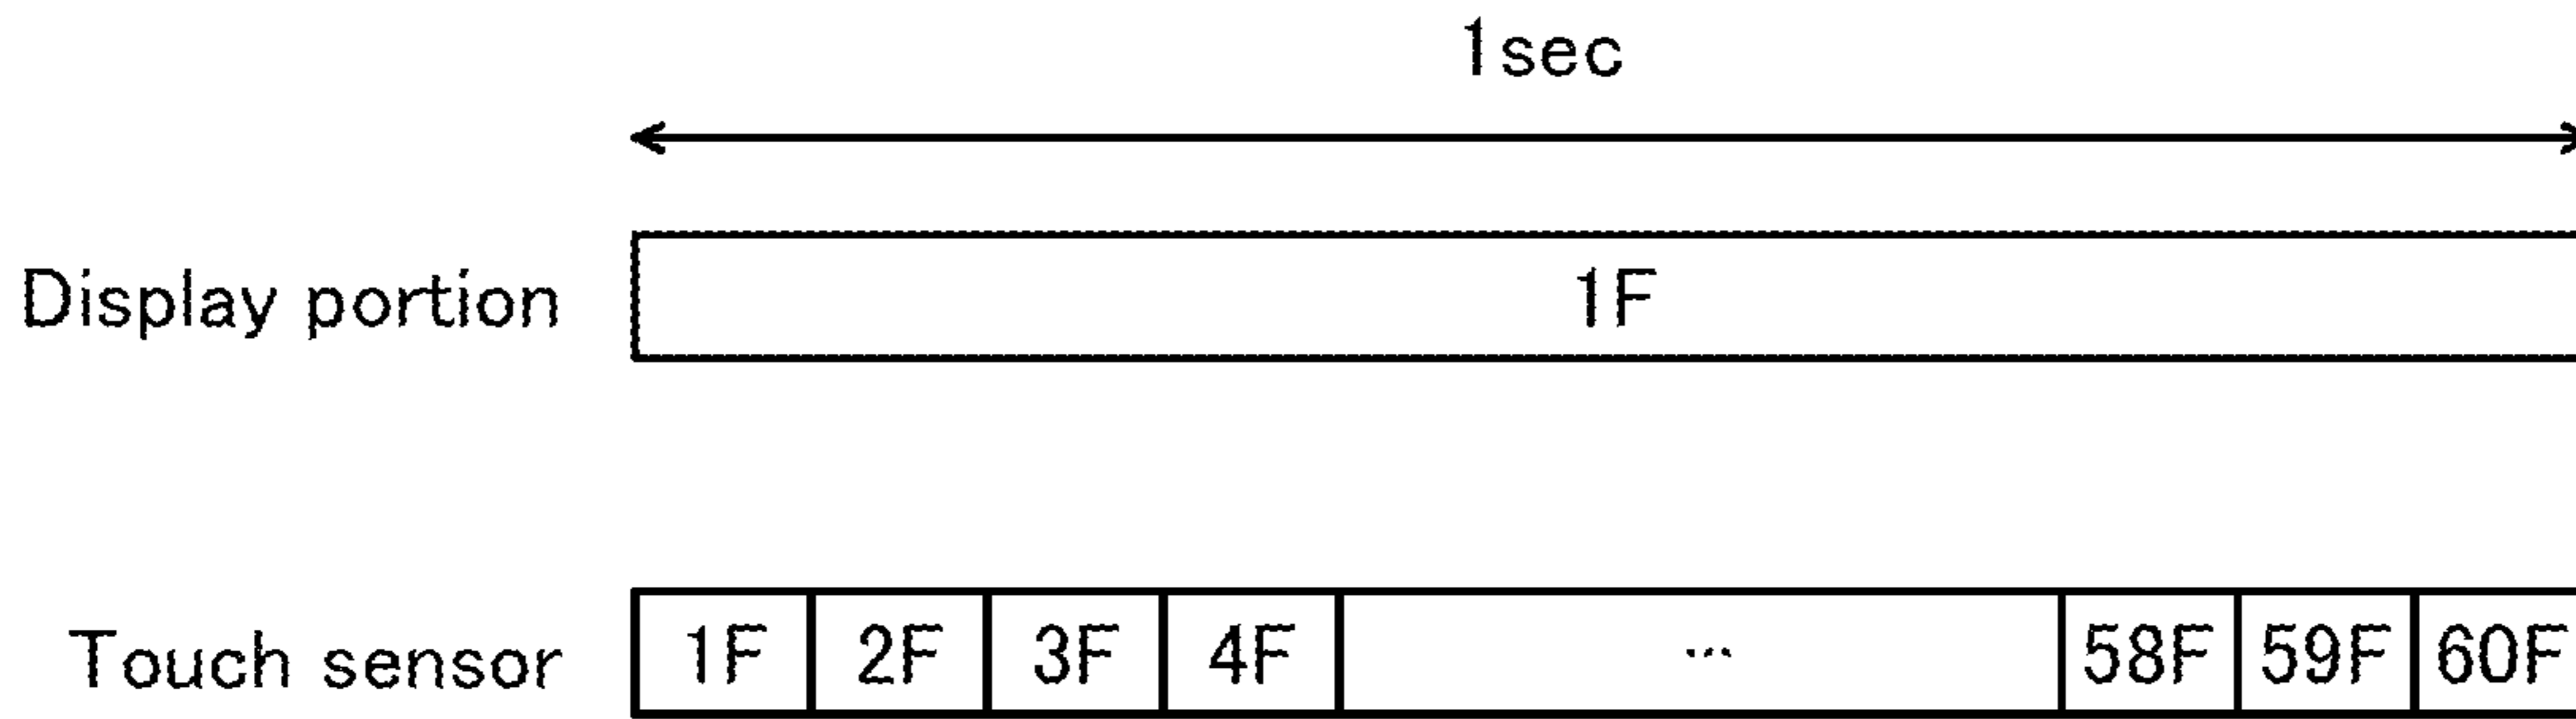 1sec
Display portion 1F
Touch sensor 1F 2F 3F 4F ... 58F 59F 60F